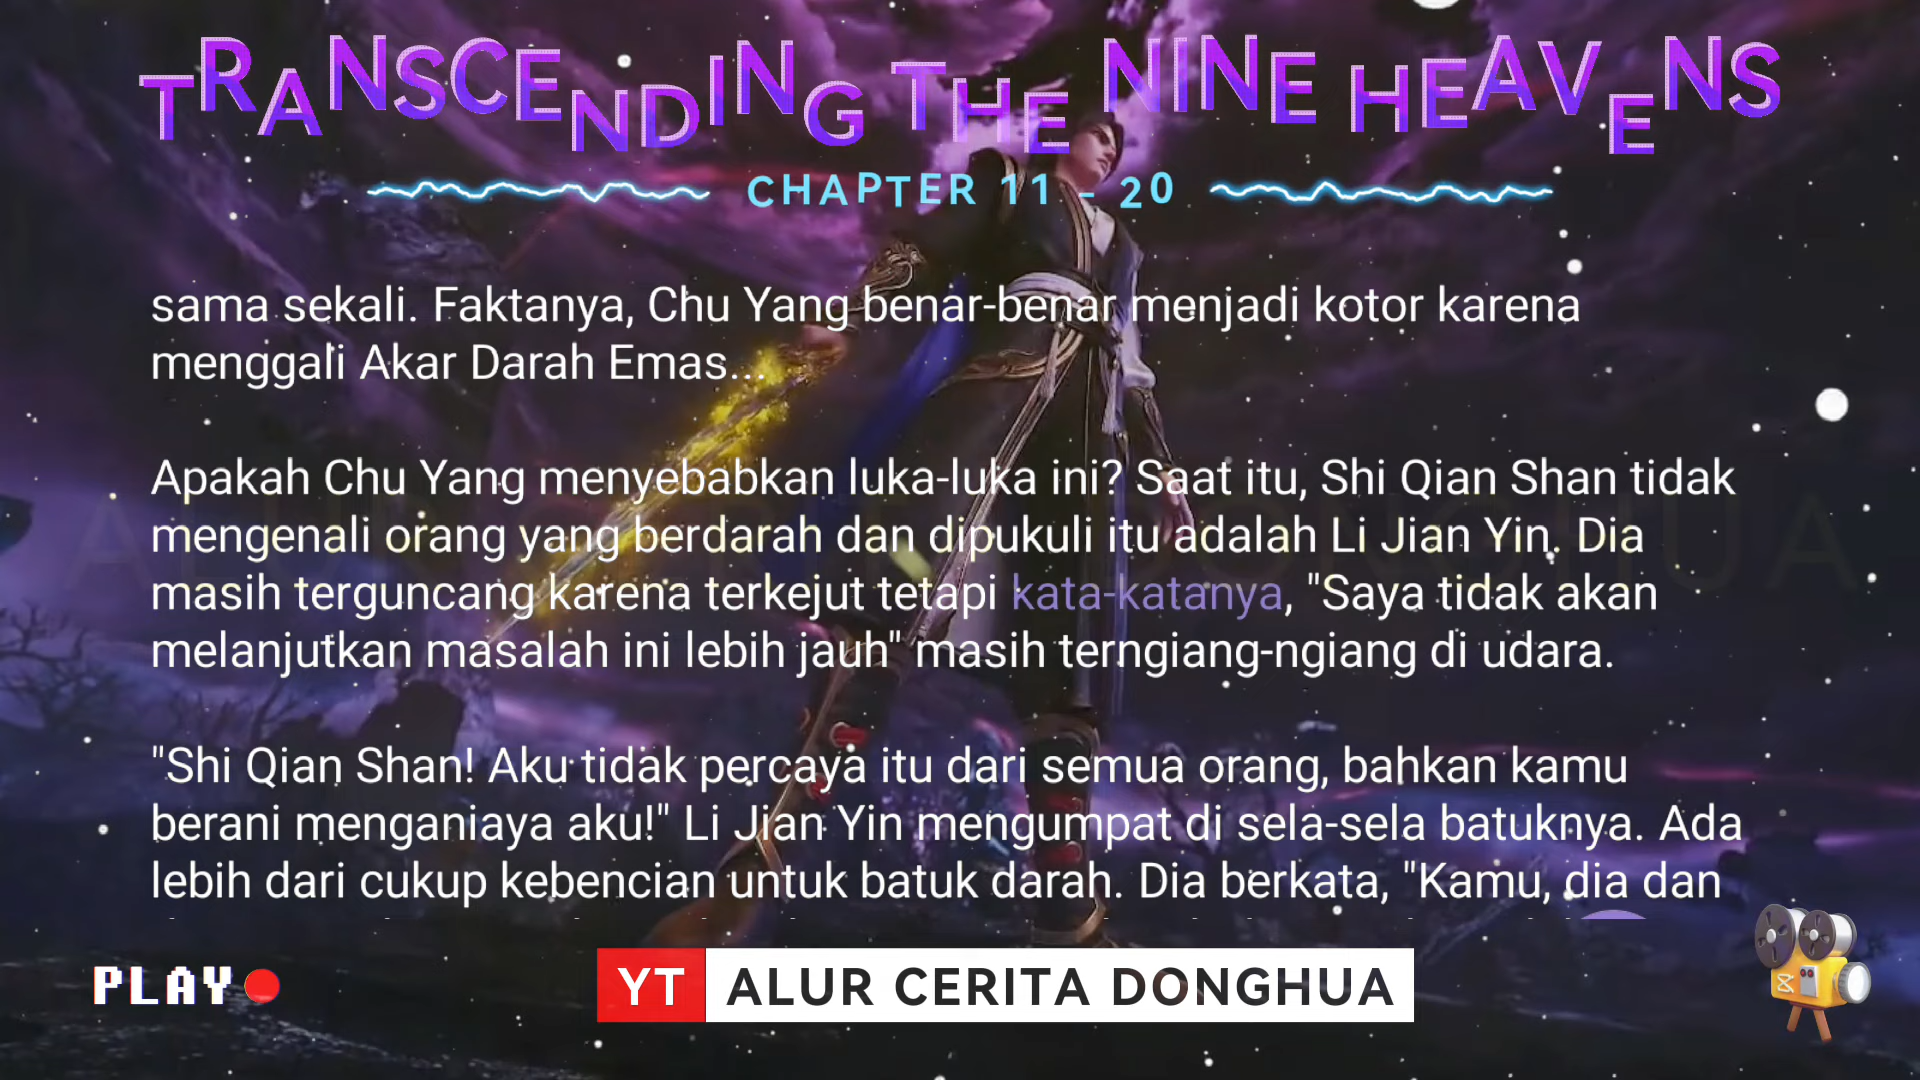 TRANSCENDING THE NINE HEAVENS
CHAPTER 11 - 20
sama sekali. Faktanya, Chu Yang benar-benar menjadi kotor karena
menggali Akar Darah Emas...
Apakah Chu Yang menyebabkan luka-luka ini? Saat itu, Shi Qian Shan tidak
mengenali orang yang berdarah dan dipukuli itu adalah Li Jian Yin. Dia
masih terguncang karena terkejut tetapi kata-katanya, "Saya tidak akan
melanjutkan masalah ini lebih jauh" masih terngiang-ngiang di udara.
"Shi Qian Shan! Aku tidak percaya itu dari semua orang, bahkan kamu
berani menganiaya aku!" Li Jian Yin mengumpat di sela-sela batuknya. Ada
lebih dari cukup kebencian untuk batuk darah. Dia berkata, "Kamu, dia dan
PLAY
YT ALUR CERITA DONGHUA